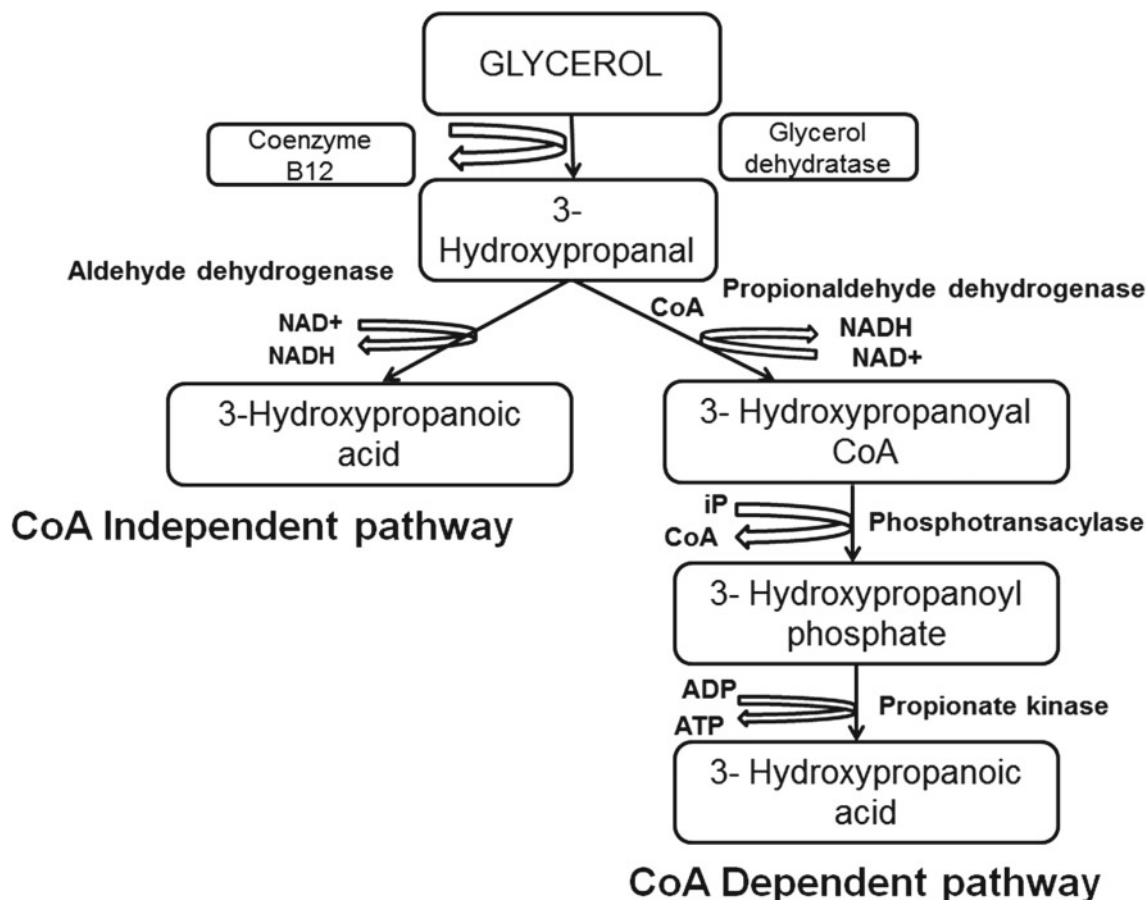 GLYCEROL
Coenzyme
B12
Glycerol
dehydratase
3-
Hydroxypropanal
Aldehyde dehydrogenase
NAD+
NADH
CoA
Propionaldehyde dehydrogenase
NADH
NAD+
3-Hydroxypropanoic
acid
CoA Independent pathway
3- Hydroxypropanoyal
CoA
iP
CoA
Phosphotransacylase
3- Hydroxypropanoyl
phosphate
ADP
ATP
Propionate kinase
3- Hydroxypropanoic
acid
CoA Dependent pathway